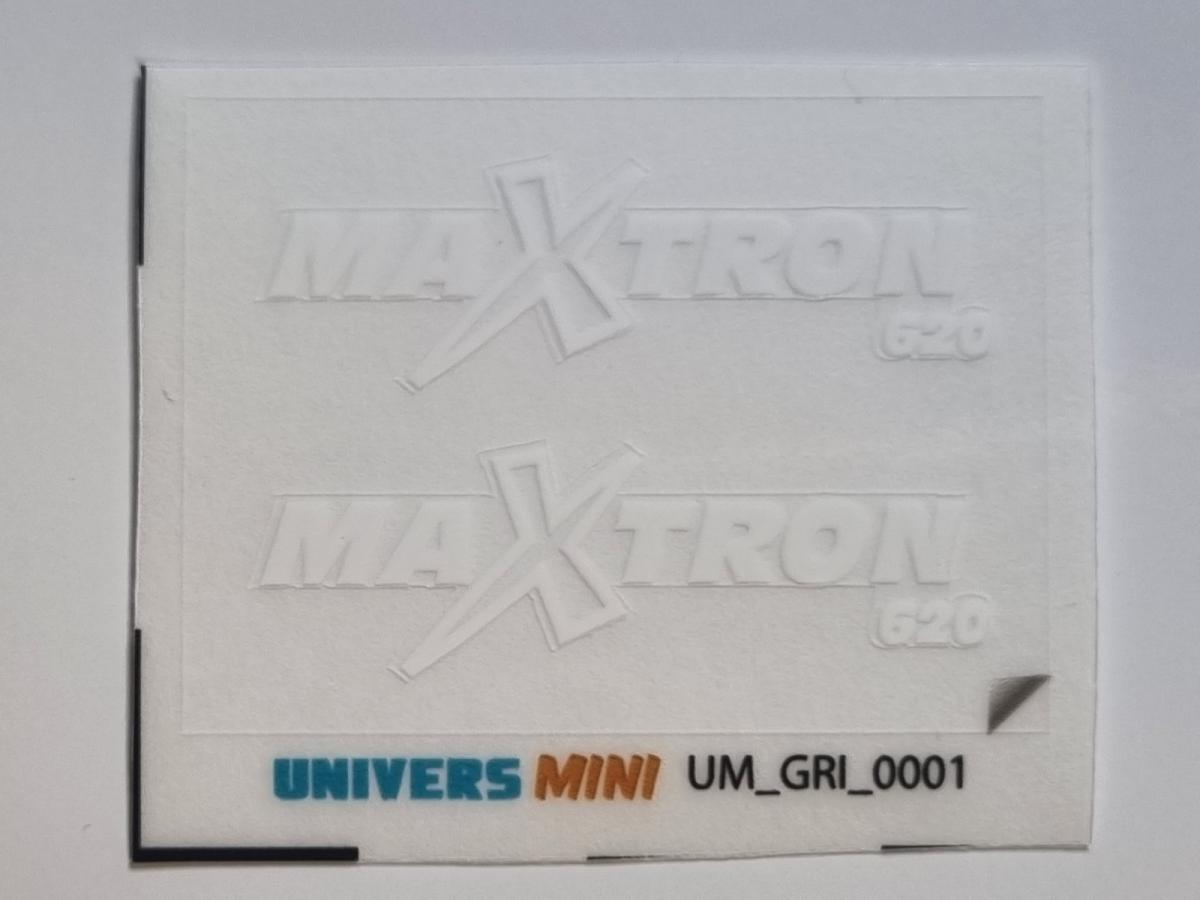 MAXTRON
620
MAXTRON
620
UNIVERS MINI UM_GRI_0001